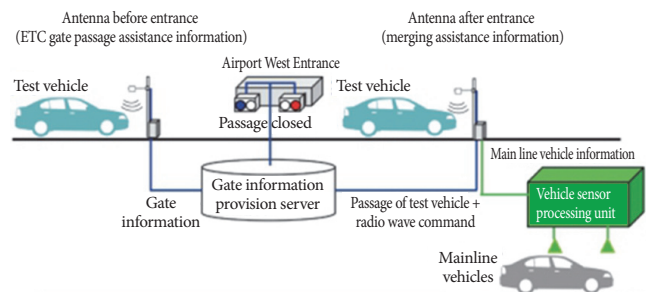 Antenna before entrance
(ETC gate passage assistance information)
Antenna after entrance
(merging assistance information)
Airport West Entrance
Test vehicle
Test vehicle
Passage closed
Main line vehicle information
Gate information
provision server
Gate
information
Passage of test vehicle +
radio wave command
Vehicle sensor
processing unit
Mainline
vehicles